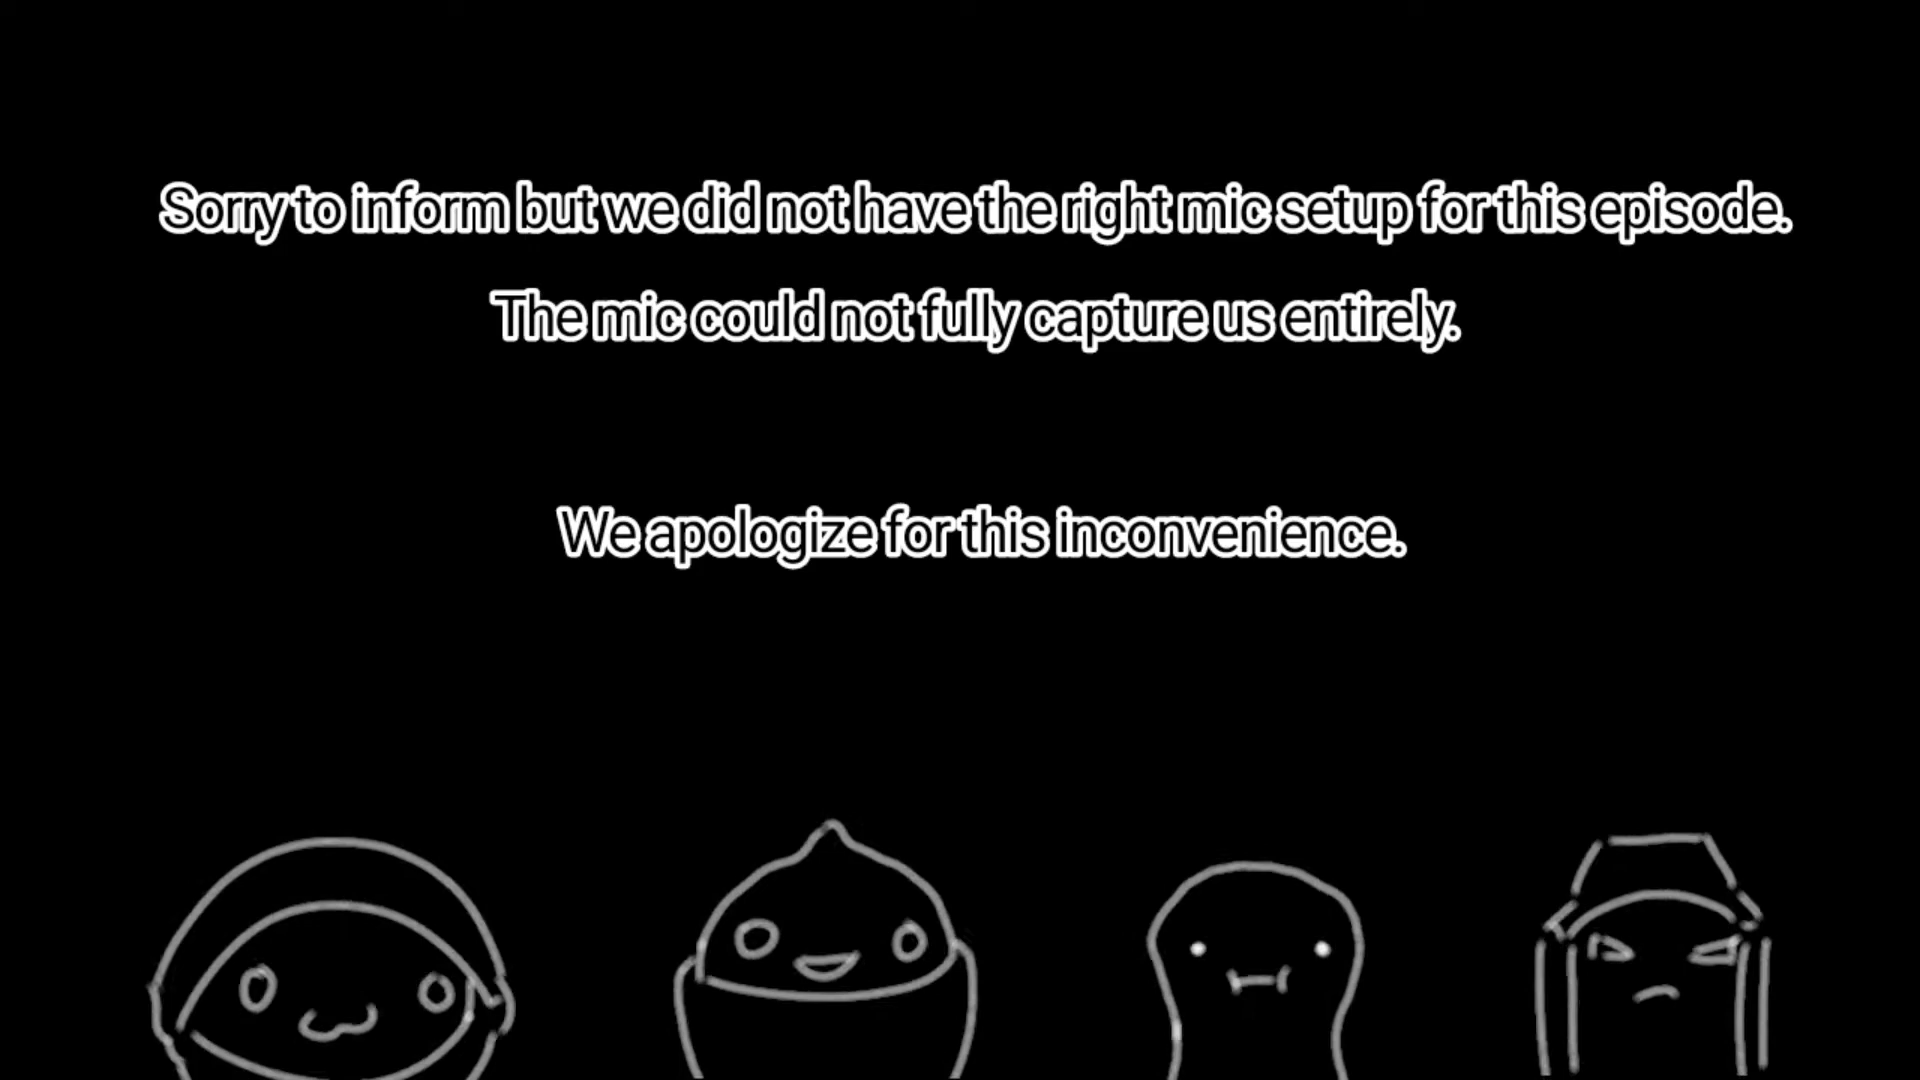 Sorry to inform but we did not have the right mic setup for this episode.
The mic could not fully capture us entirely.
We apologize for this inconvenience.